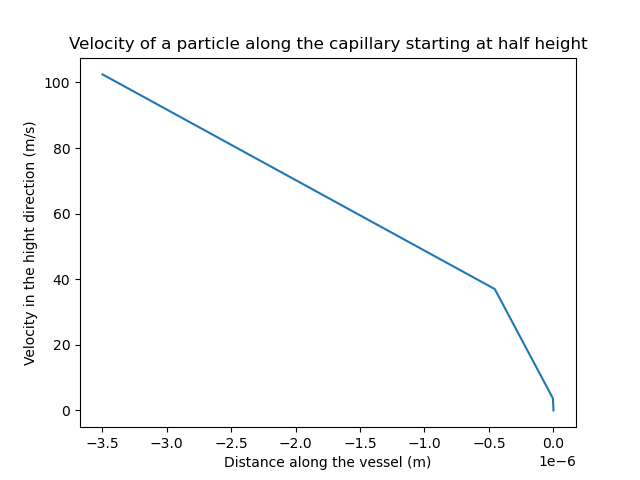 Velocity of a particle along the capillary starting at half height
Velocity in the hight direction (m/s)
100
80
60
40
20
0
−3.5 −3.0 −2.5 −2.0 −1.5 −1.0 −0.5 0.0
1e−6
Distance along the vessel (m)